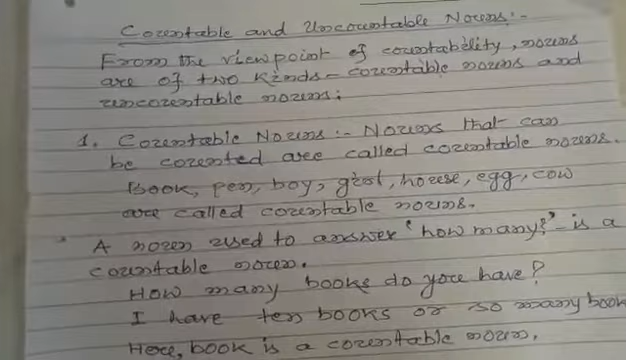 Countable and Uncountable Nouns:-
From the viewpoint of countability, nouns
are of two kinds- countable nouns and
uncountable nouns:
1. Countable Nouns:- Nouns that can
be counted are called countable nouns.
Book, pen, boy, girl, house, egg, cow
are called countable nouns.
A noun used to answer 'how many?'- is a
countable noun.
How many books do you have?
I have ten books or so many book
Here, book is a countable noun.